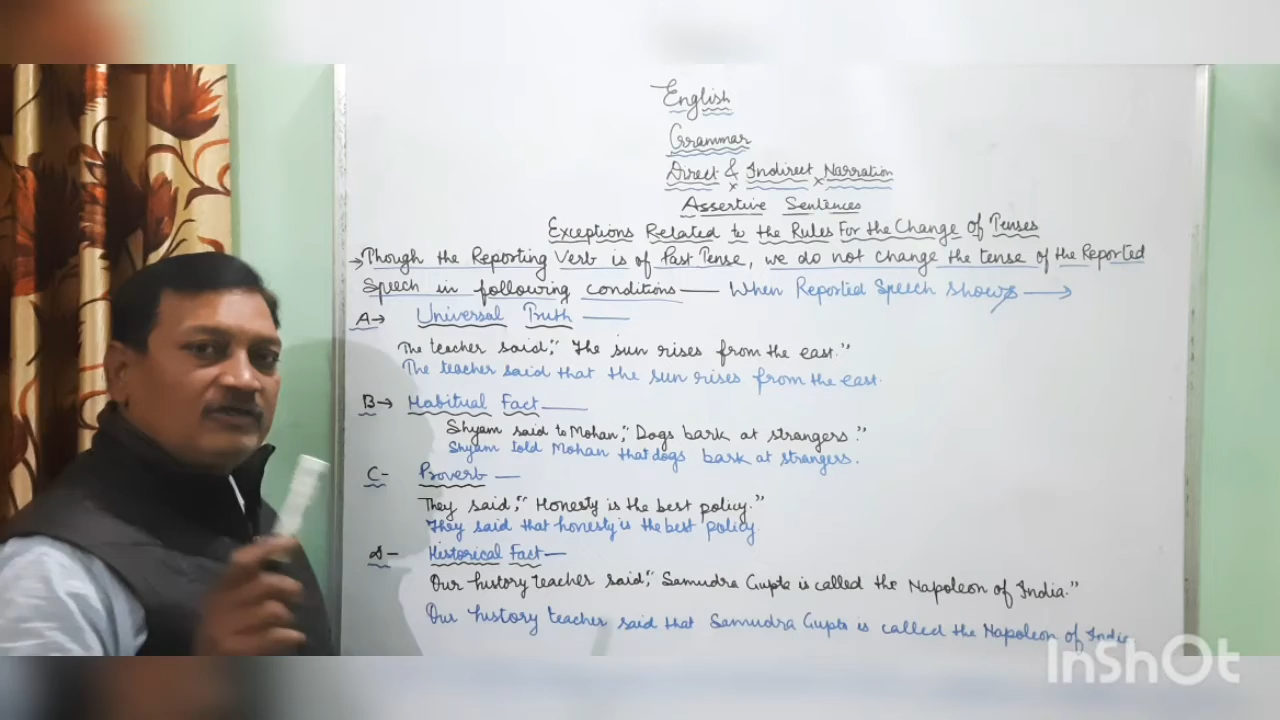 English
Grammar
Direct & Indirect Narration
Assertive Sentences
Exceptions Related to the Rules For the Change of Tenses
→ Though the Reporting Verb is of Past Tense, we do not change the tense of the Reported
Speech in following conditions — When Reported Speech shows →
A→ Universal Truth —
The teacher said, "The sun rises from the east."
The teacher said that the sun rises from the east.
B→ Habitual Fact —
Shyam said to Mohan, "Dogs bark at strangers."
Shyam told Mohan that dogs bark at strangers.
C- Proverb —
They said, "Honesty is the best policy."
They said that honesty is the best policy.
D- Historical Fact —
Our history teacher said, "Samudra Gupta is called the Napoleon of India."
Our history teacher said that Samudra Gupta is called the Napoleon of India
InShOt